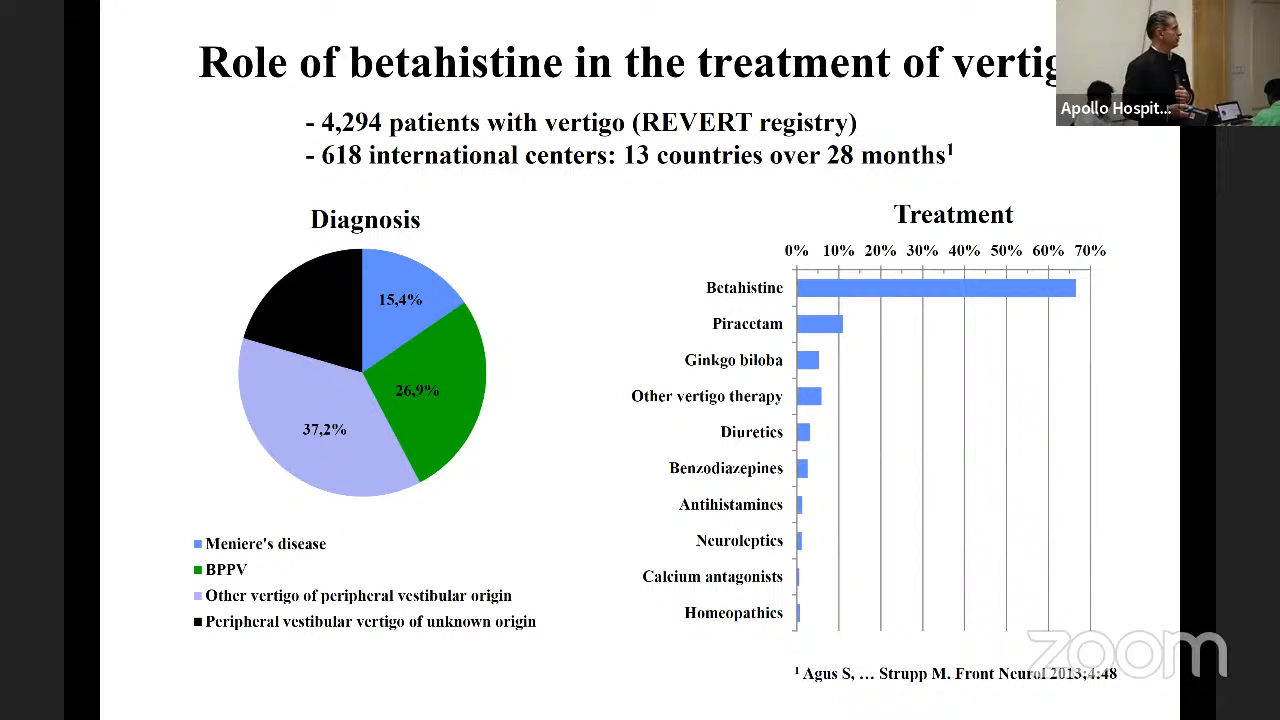 Role of betahistine in the treatment of vertig
- 4,294 patients with vertigo (REVERT registry)
- 618 international centers: 13 countries over 28 months¹
Apollo Hospit...
Diagnosis
15,4%
26,9%
37,2%
Meniere's disease
BPPV
Other vertigo of peripheral vestibular origin
Peripheral vestibular vertigo of unknown origin
Treatment
0% 10% 20% 30% 40% 50% 60% 70%
Betahistine
Piracetam
Ginkgo biloba
Other vertigo therapy
Diuretics
Benzodiazepines
Antihistamines
Neuroleptics
Calcium antagonists
Homeopathics
zoom
¹ Agus S, … Strupp M. Front Neurol 2013;4:48